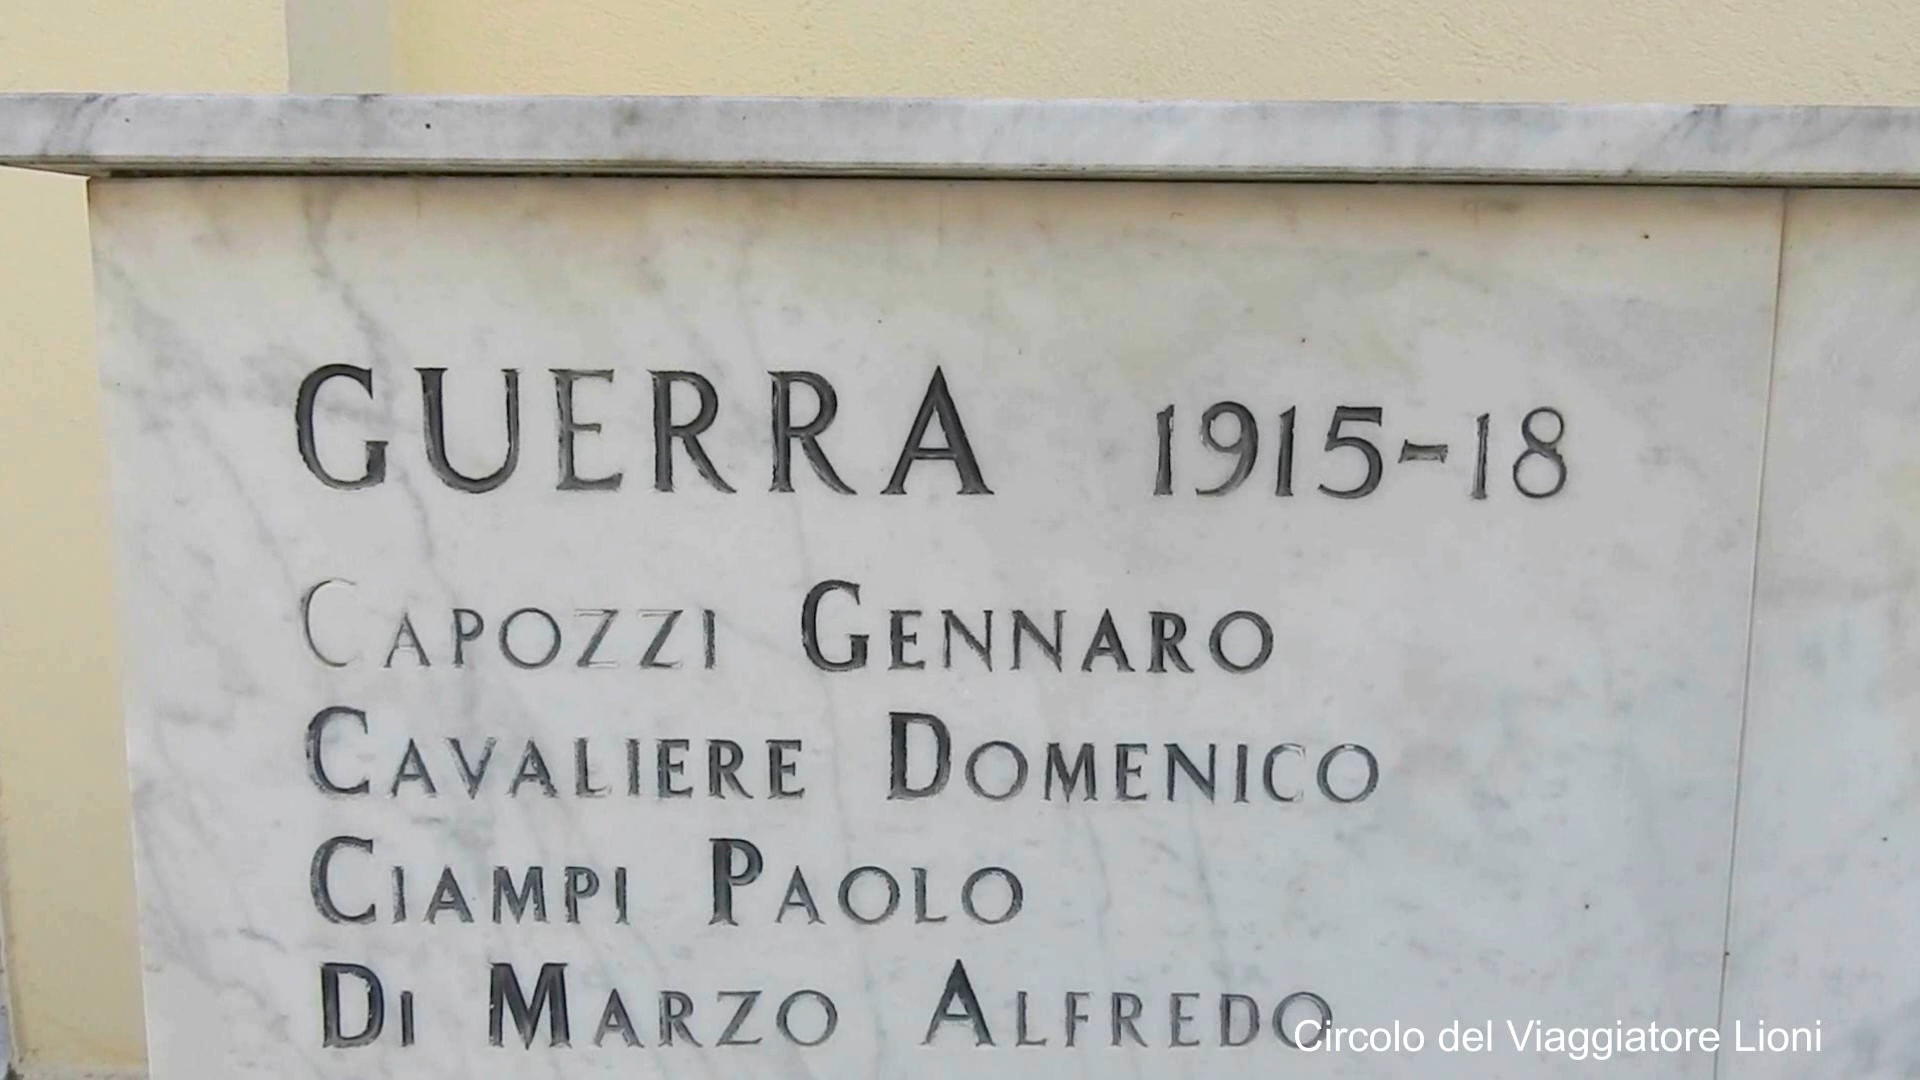 GUERRA 1915-18
CAPOZZI GENNARO
CAVALIERE DOMENICO
CIAMPI PAOLO
DI MARZO ALFREDO
Circolo del Viaggiatore Lioni